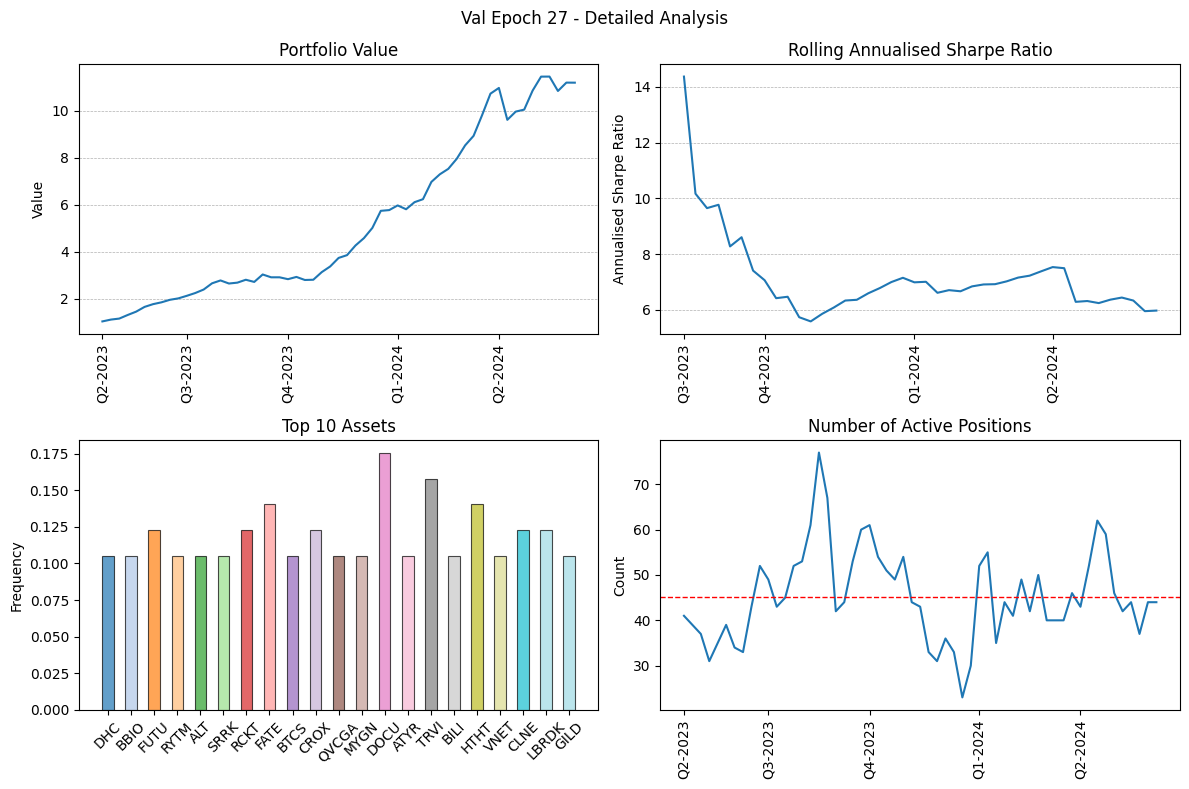 Val Epoch 27 - Detailed Analysis
Portfolio Value
Value
10
8
6
4
2
Q2-2023
Q3-2023
Q4-2023
Q1-2024
Q2-2024
Rolling Annualised Sharpe Ratio
Annualised Sharpe Ratio
14
12
10
8
6
Q3-2023
Q4-2023
Q1-2024
Q2-2024
Top 10 Assets
Frequency
0.175
0.150
0.125
0.100
0.075
0.050
0.025
0.000
DHC
BBIO
FUTU
RYTM
ALT
SRRK
RCKT
FATE
BTCS
CROX
QVCGA
MYGN
DOCU
ATYR
TRVI
BILI
HTHT
VNET
CLNE
LBRDK
GILD
Number of Active Positions
Count
70
60
50
40
30
Q2-2023
Q3-2023
Q4-2023
Q1-2024
Q2-2024